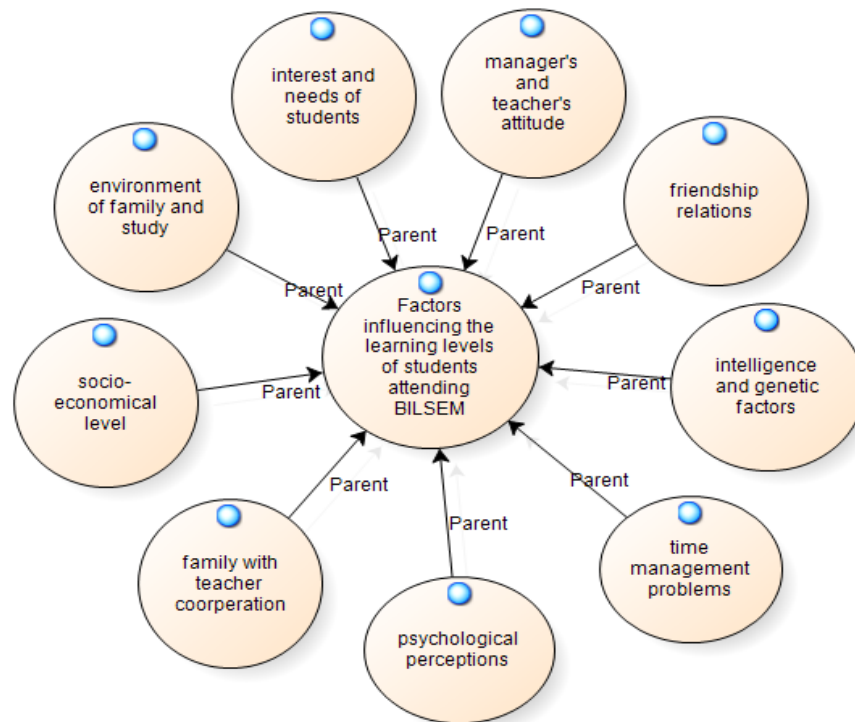 interest and
needs of
students
manager's
and
teacher's
attitude
environment
of family and
study
friendship
relations
Parent
Parent
Parent
Parent
Factors
influencing the
learning levels
of students
attending
BILSEM
socio-
economical
level
Parent
Parent
intelligence
and genetic
factors
Parent
Parent
Parent
family with
teacher
coorperation
psychological
perceptions
time
management
problems